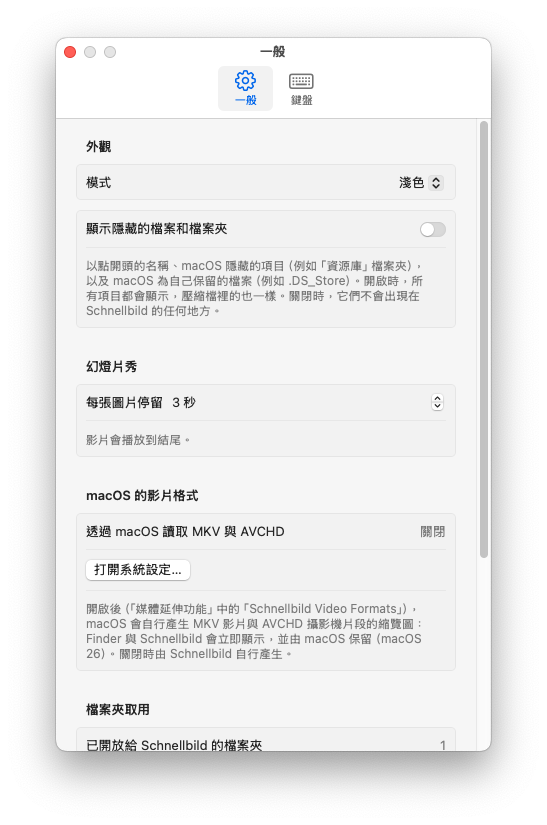 一般
一般
鍵盤
外觀
模式
淺色
顯示隱藏的檔案和檔案夾
以點開頭的名稱、macOS 隱藏的項目（例如「資源庫」檔案夾），
以及 macOS 為自己保留的檔案（例如 .DS_Store）。開啟時，所
有項目都會顯示，壓縮檔裡的也一樣。關閉時，它們不會出現在
Schnellbild 的任何地方。
幻燈片秀
每張圖片停留 3 秒
影片會播放到結尾。
macOS 的影片格式
透過 macOS 讀取 MKV 與 AVCHD
關閉
打開系統設定...
開啟後（「媒體延伸功能」中的「Schnellbild Video Formats」），
macOS 會自行產生 MKV 影片與 AVCHD 攝影機片段的縮覽圖：
Finder 與 Schnellbild 會立即顯示，並由 macOS 保留（macOS
26）。關閉時由 Schnellbild 自行產生。
檔案夾取用
已開放給 Schnellbild 的檔案夾
1